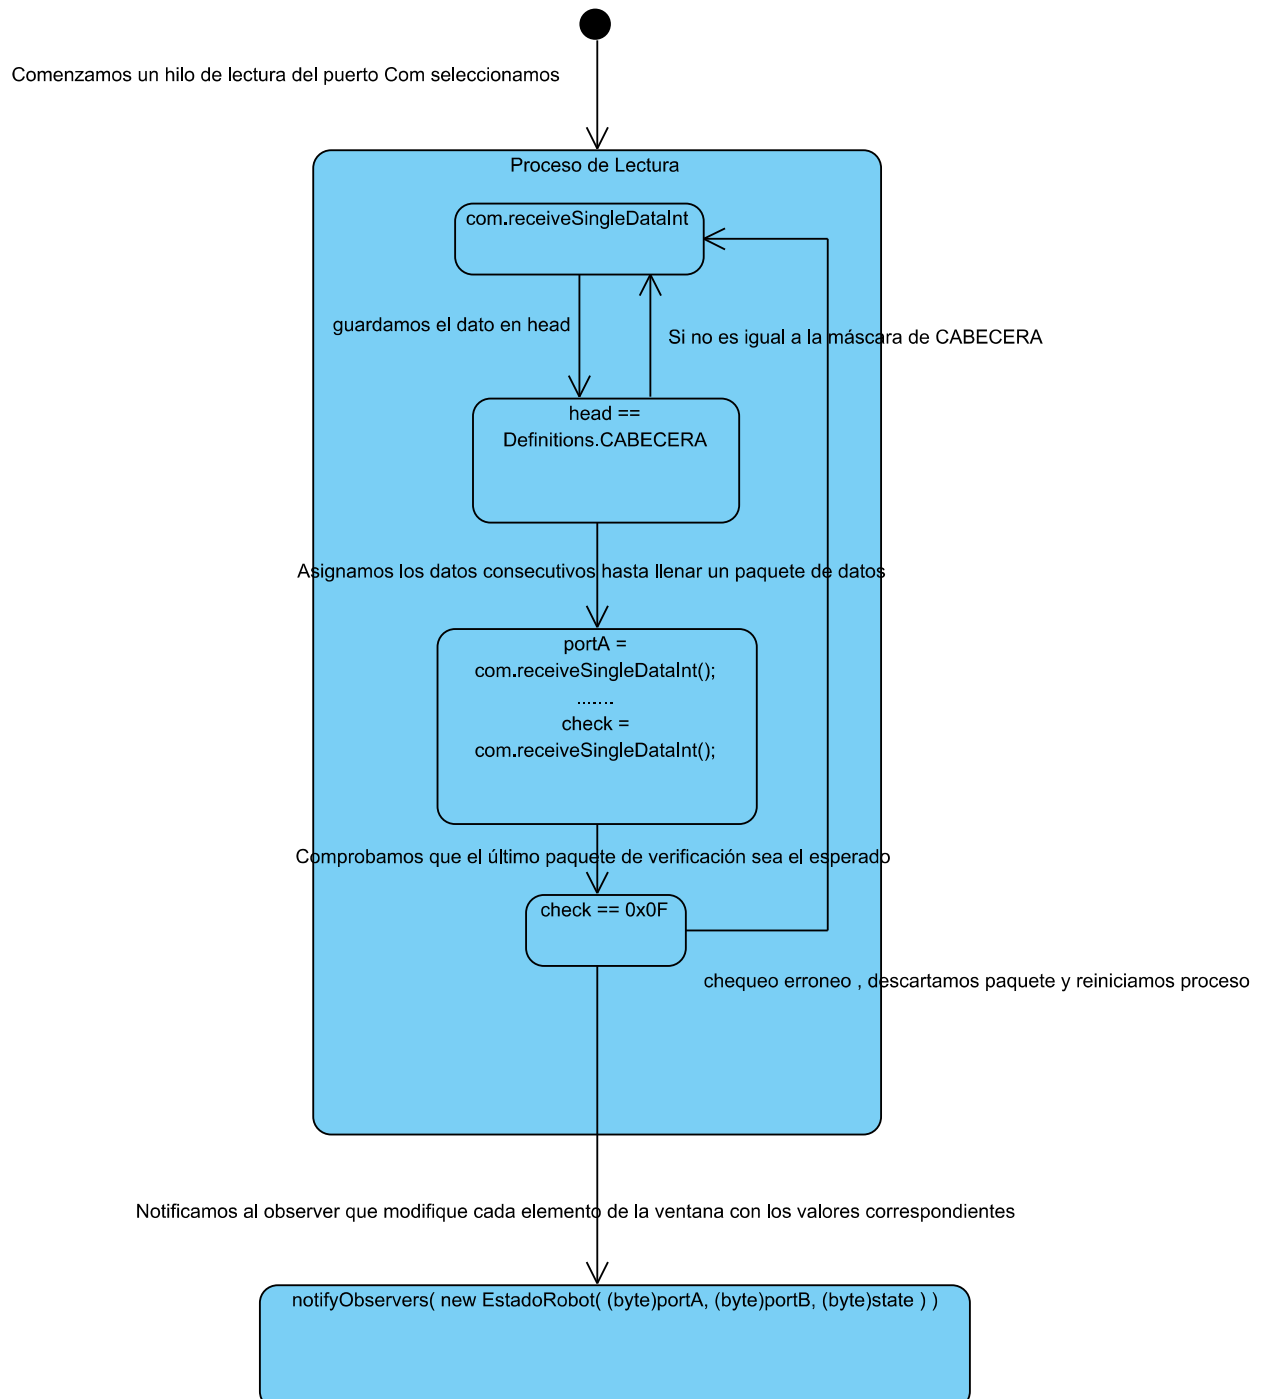 Comenzamos un hilo de lectura del puerto Com seleccionamos
Proceso de Lectura
com.receiveSingleDataInt
guardamos el dato en head
Si no es igual a la máscara de CABECERA
head ==
Definitions.CABECERA
Asignamos los datos consecutivos hasta llenar un paquete de datos
portA =
com.receiveSingleDataInt();
.......
check =
com.receiveSingleDataInt();
Comprobamos que el último paquete de verificación sea el esperado
check == 0x0F
chequeo erroneo , descartamos paquete y reiniciamos proceso
Notificamos al observer que modifique cada elemento de la ventana con los valores correspondientes
notifyObservers( new EstadoRobot( (byte)portA, (byte)portB, (byte)state ) )